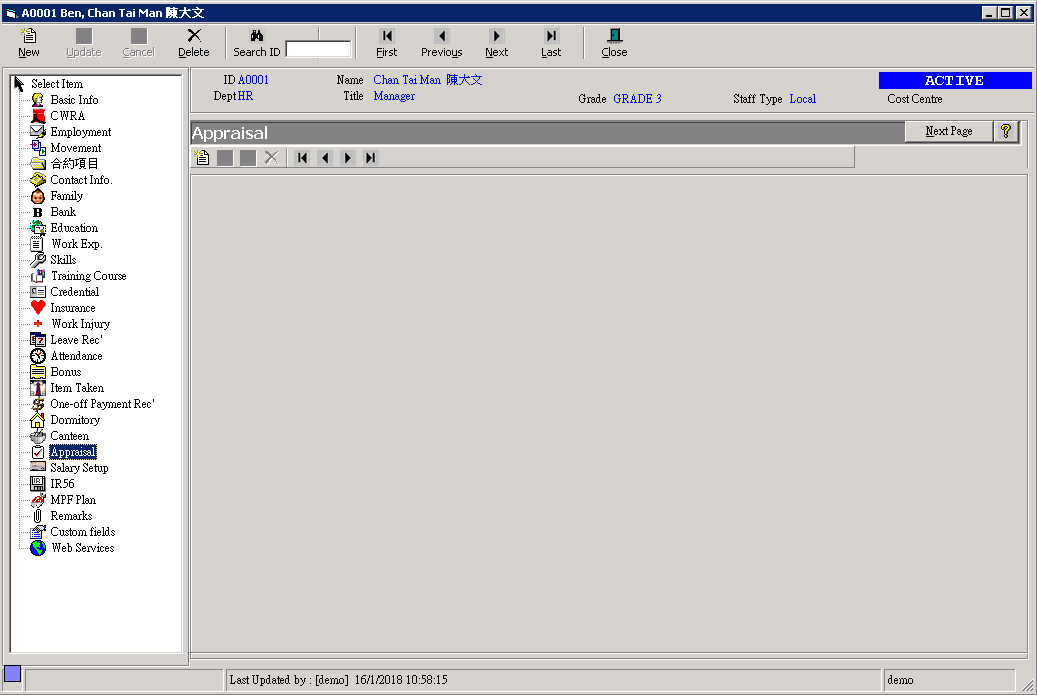 A0001 Ben, Chan Tai Man 陳大文
New Update Cancel Delete Search ID First Previous Next Last Close
Select Item
Basic Info
CWRA
Employment
Movement
合約項目
Contact Info.
Family
B Bank
Education
Work Exp.
Skills
Training Course
Credential
Insurance
Work Injury
Leave Rec'
Attendance
Bonus
Item Taken
One-off Payment Rec'
Dormitory
Canteen
Appraisal
Salary Setup
IR56
MPF Plan
Remarks
Custom fields
Web Services
ID A0001 Name Chan Tai Man 陳大文 ACTIVE
Dept HR Title Manager Grade GRADE 3 Staff Type Local Cost Centre
Appraisal Next Page ?
Last Updated by : [demo] 16/1/2018 10:58:15 demo